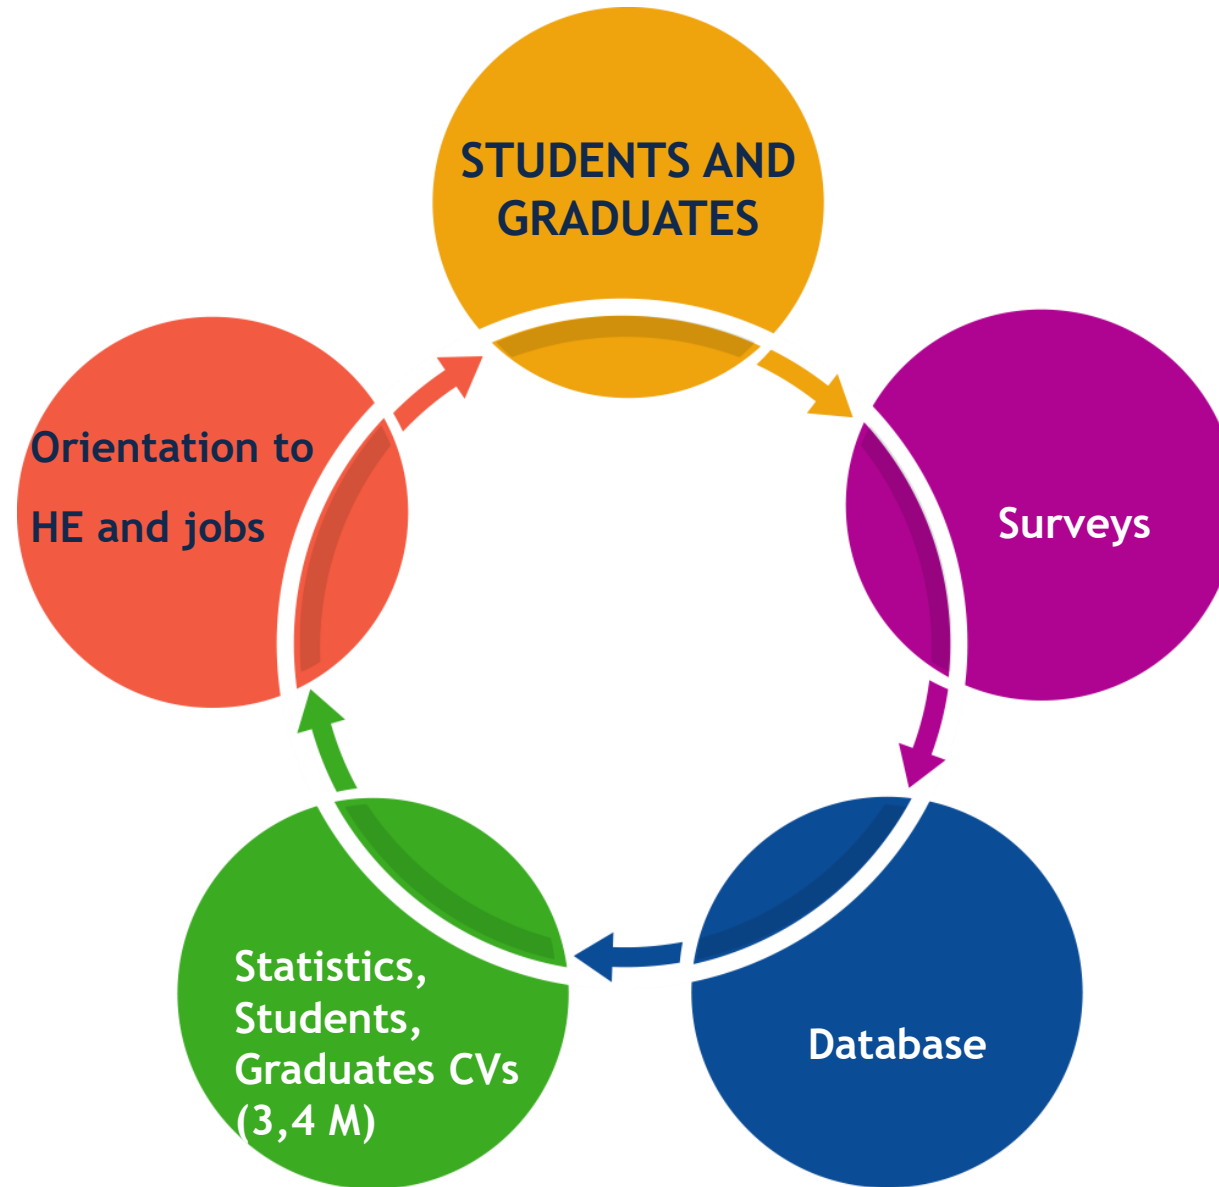 STUDENTS AND
GRADUATES
Surveys
Database
Statistics,
Students,
Graduates CVs
(3,4 M)
Orientation to
HE and jobs